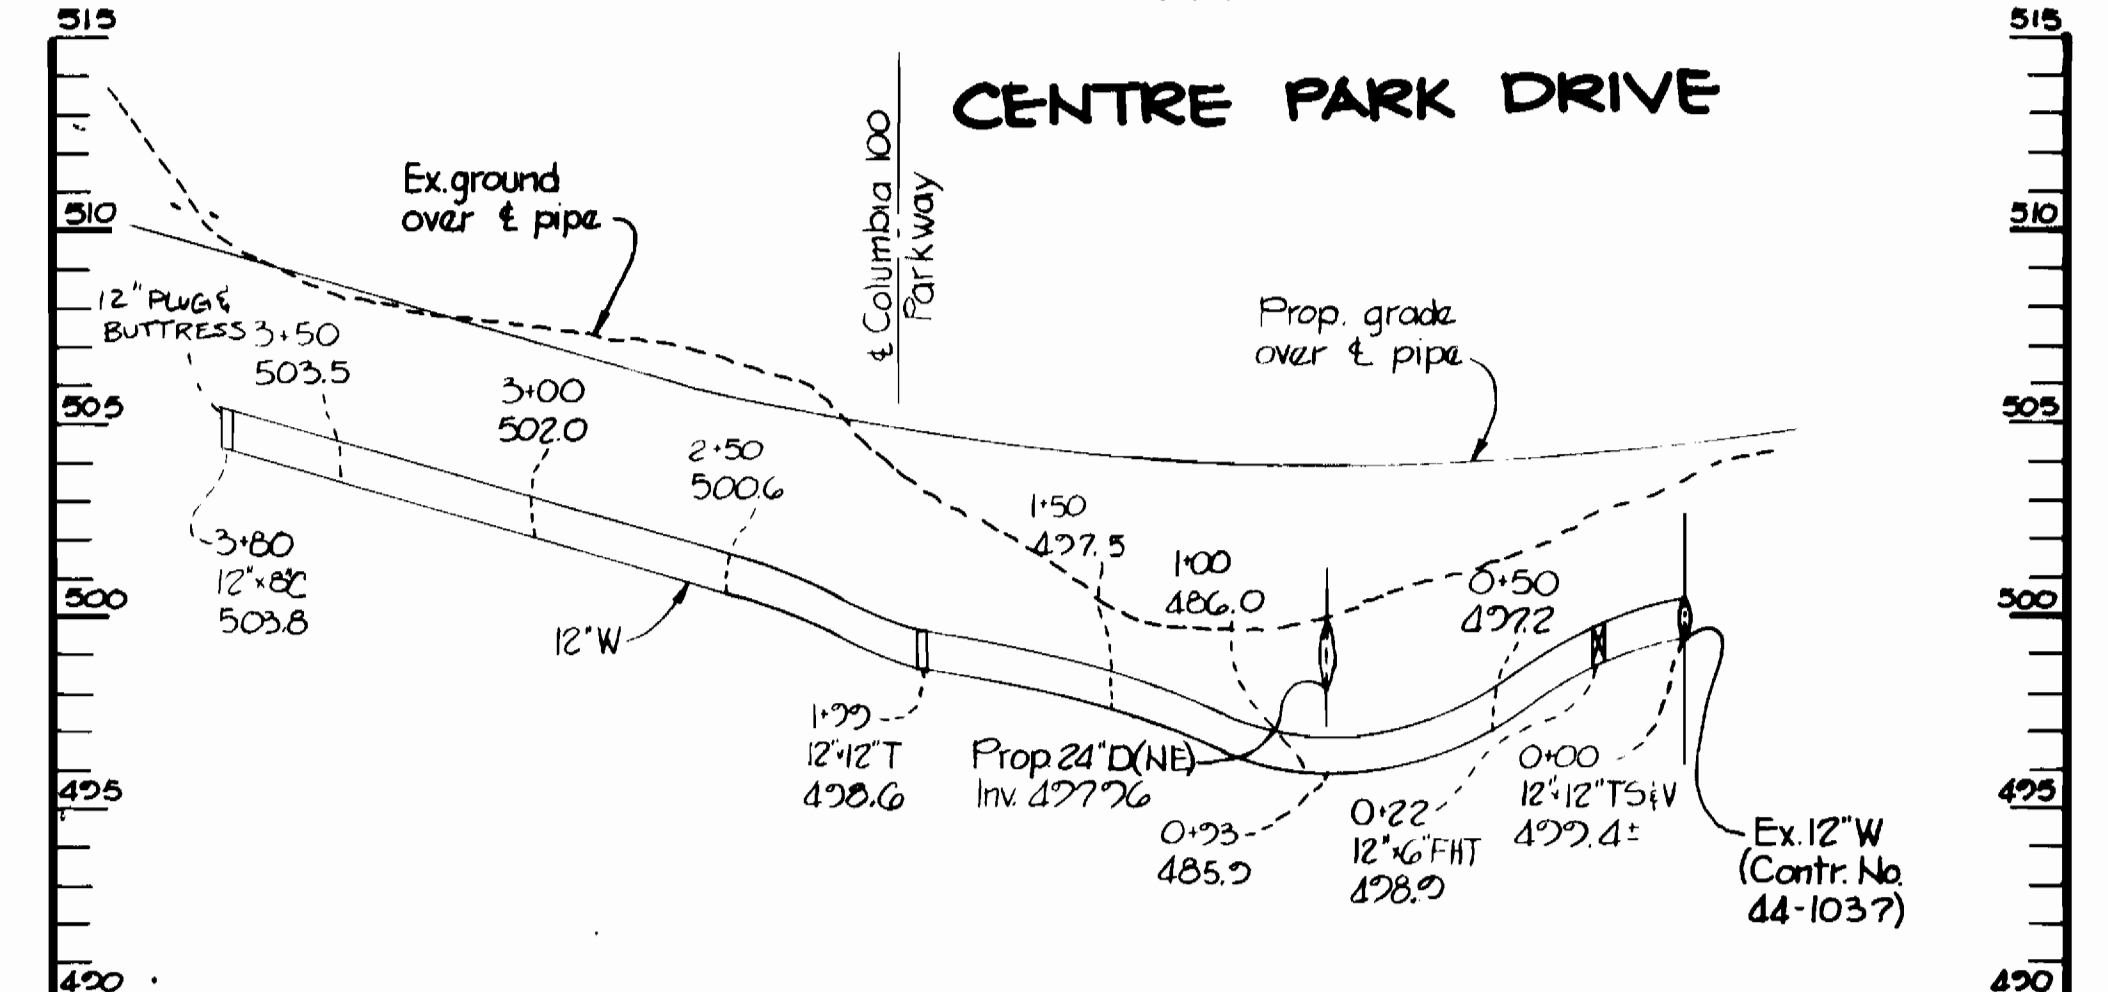 515
515
CENTRE PARK DRIVE
℄ Columbia 100
Parkway
Ex. ground
over ℄ pipe
510
510
12" PLUG &
BUTTRESS
3+50
503.5
Prop. grade
over ℄ pipe
3+00
502.0
505
505
2+50
500.6
1+50
497.5
1+00
486.0
0+50
497.2
3+80
12"x8"C
503.8
500
500
12"W
1+99
12"x12"T
498.6
Prop. 24"D(NE)
Inv. 497.96
0+00
12"x12"TS&V
499.4±
495
495
0+93
485.9
0+22
12"x6"FHT
498.9
Ex. 12"W
(Contr. No.
44-1037)
490
490